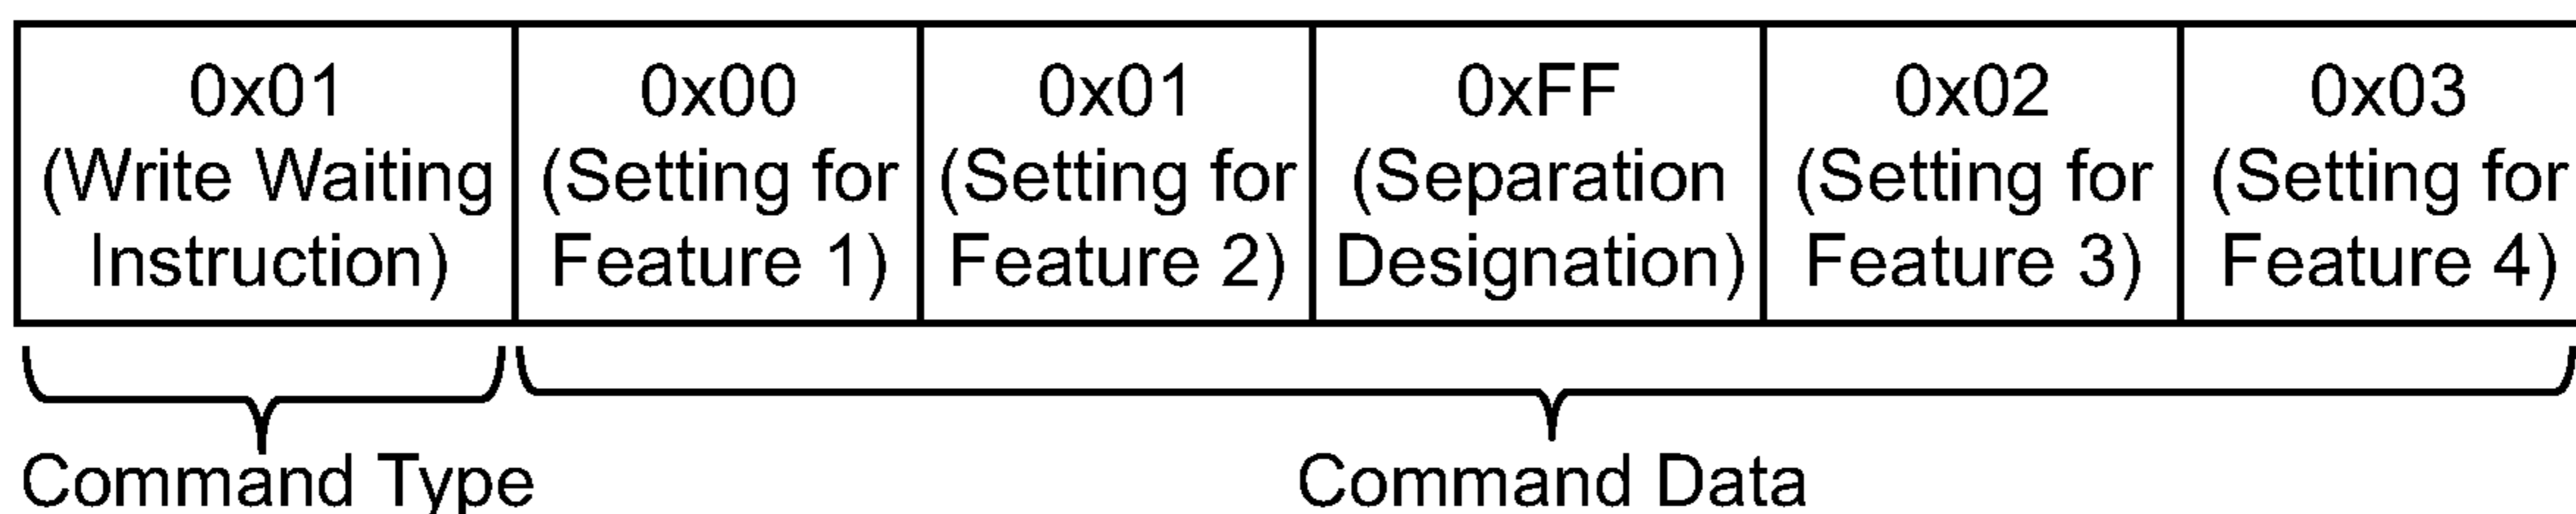 0x01
(Write Waiting
Instruction)
0x00
(Setting for
Feature 1)
0x01
(Setting for
Feature 2)
0xFF
(Separation
Designation)
0x02
(Setting for
Feature 3)
0x03
(Setting for
Feature 4)
Command Type
Command Data